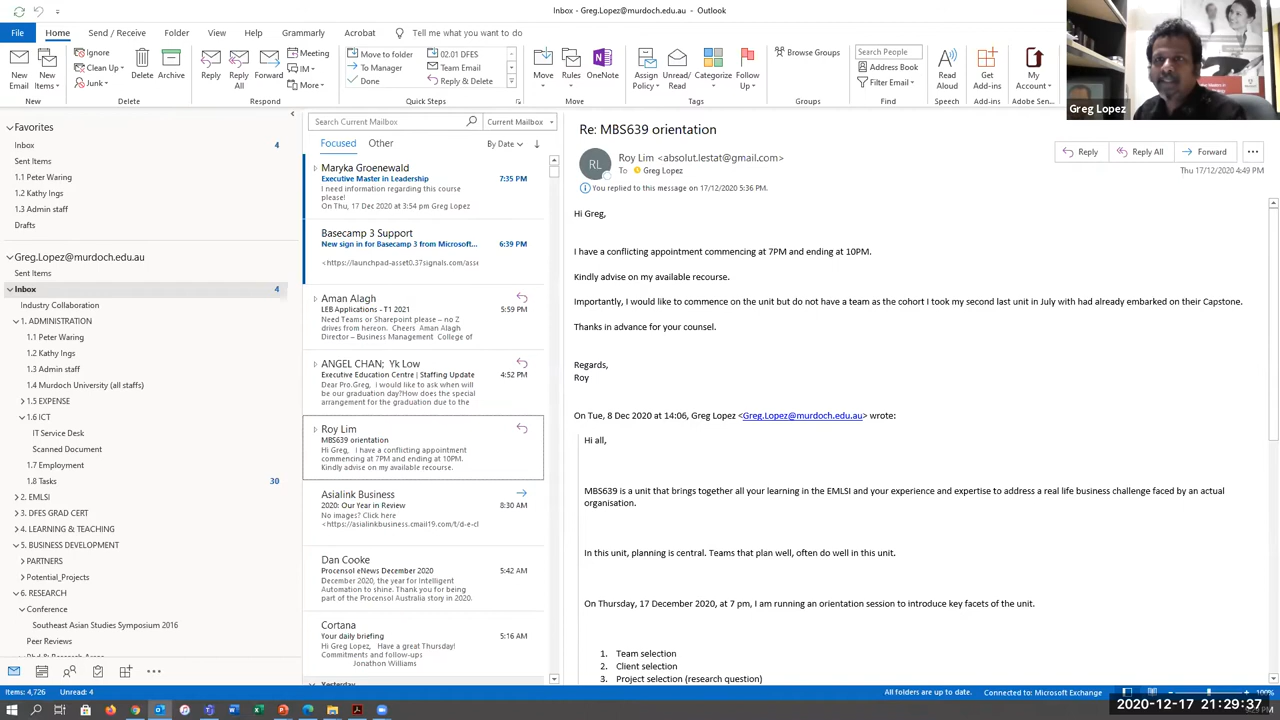 Inbox - Greg.Lopez@murdoch.edu.au - Outlook
File Home Send / Receive Folder View Help Grammarly Acrobat Tell me what you want to do
New Email
New Items
New
Ignore
Clean Up
Junk
Delete
Archive
Delete
Reply
Reply All
Forward
Meeting
IM
More
Respond
Move to folder
To Manager
Done
02.01 DFES
Team Email
Reply & Delete
Quick Steps
Move
Rules
OneNote
Move
Assign Policy
Unread/ Read
Categorize
Follow Up
Tags
Browse Groups
Groups
Search People
Address Book
Filter Email
Find
Read Aloud
Speech
Get Add-ins
Add-ins
My Account
Adobe Sen...
Greg Lopez
Favorites
Inbox 4
Sent Items
1.1 Peter Waring
1.2 Kathy Ings
1.3 Admin staff
Drafts
Greg.Lopez@murdoch.edu.au
Sent Items
Inbox 4
Industry Collaboration
1. ADMINISTRATION
1.1 Peter Waring
1.2 Kathy Ings
1.3 Admin staff
1.4 Murdoch University (all staffs)
1.5 EXPENSE
1.6 ICT
IT Service Desk
Scanned Document
1.7 Employment
1.8 Tasks 30
2. EMLSI
3. DFES GRAD CERT
4. LEARNING & TEACHING
5. BUSINESS DEVELOPMENT
PARTNERS
Potential_Projects
6. RESEARCH
Conference
Southeast Asian Studies Symposium 2016
Peer Reviews
Search Current Mailbox Current Mailbox
Focused Other By Date
Maryka Groenewald
Executive Master in Leadership 7:35 PM
I need information regarding this course
please!
On Thu, 17 Dec 2020 at 3:54 pm Greg Lopez
Basecamp 3 Support
New sign in for Basecamp 3 from Microsoft... 6:39 PM
<https://launchpad-asset0.37signals.com/asse
Aman Alagh
LEB Applications - T1 2021 5:59 PM
Need Teams or Sharepoint please – no Z
drives from hereon. Cheers Aman Alagh
Director – Business Management College of
ANGEL CHAN; Yk Low
Executive Education Centre | Staffing Update 4:52 PM
Dear Pro.Greg, i would like to ask when will
be our graduation day?How does the special
arrangement for the graduation due to the
Roy Lim
MBS639 orientation 4:49 PM
Hi Greg, I have a conflicting appointment
commencing at 7PM and ending at 10PM.
Kindly advise on my available recourse.
Asialink Business
2020: Our Year in Review 8:30 AM
No images? Click here
<https://asialinkbusiness.cmail19.com/t/d-e-cl
Dan Cooke
Procensol eNews December 2020 5:42 AM
December 2020, the year for Intelligent
Automation to shine. Thank you for being
part of the Procensol Australia story in 2020.
Cortana
Your daily briefing 5:16 AM
Hi Greg Lopez, Have a great Thursday!
Commitments and follow-ups
Jonathon Williams
Yesterday
Re: MBS639 orientation
RL
Roy Lim <absolut.lestat@gmail.com>
To Greg Lopez
Reply Reply All Forward
Thu 17/12/2020 4:49 PM
You replied to this message on 17/12/2020 5:36 PM.
Hi Greg,
I have a conflicting appointment commencing at 7PM and ending at 10PM.
Kindly advise on my available recourse.
Importantly, I would like to commence on the unit but do not have a team as the cohort I took my second last unit in July with had already embarked on their Capstone.
Thanks in advance for your counsel.
Regards,
Roy
On Tue, 8 Dec 2020 at 14:06, Greg Lopez <Greg.Lopez@murdoch.edu.au> wrote:
Hi all,
MBS639 is a unit that brings together all your learning in the EMLSI and your experience and expertise to address a real life business challenge faced by an actual
organisation.
In this unit, planning is central. Teams that plan well, often do well in this unit.
On Thursday, 17 December 2020, at 7 pm, I am running an orientation session to introduce key facets of the unit.
1. Team selection
2. Client selection
3. Project selection (research question)
Items: 4,726 Unread: 4 All folders are up to date. Connected to: Microsoft Exchange 100%
2020-12-17 21:29:37